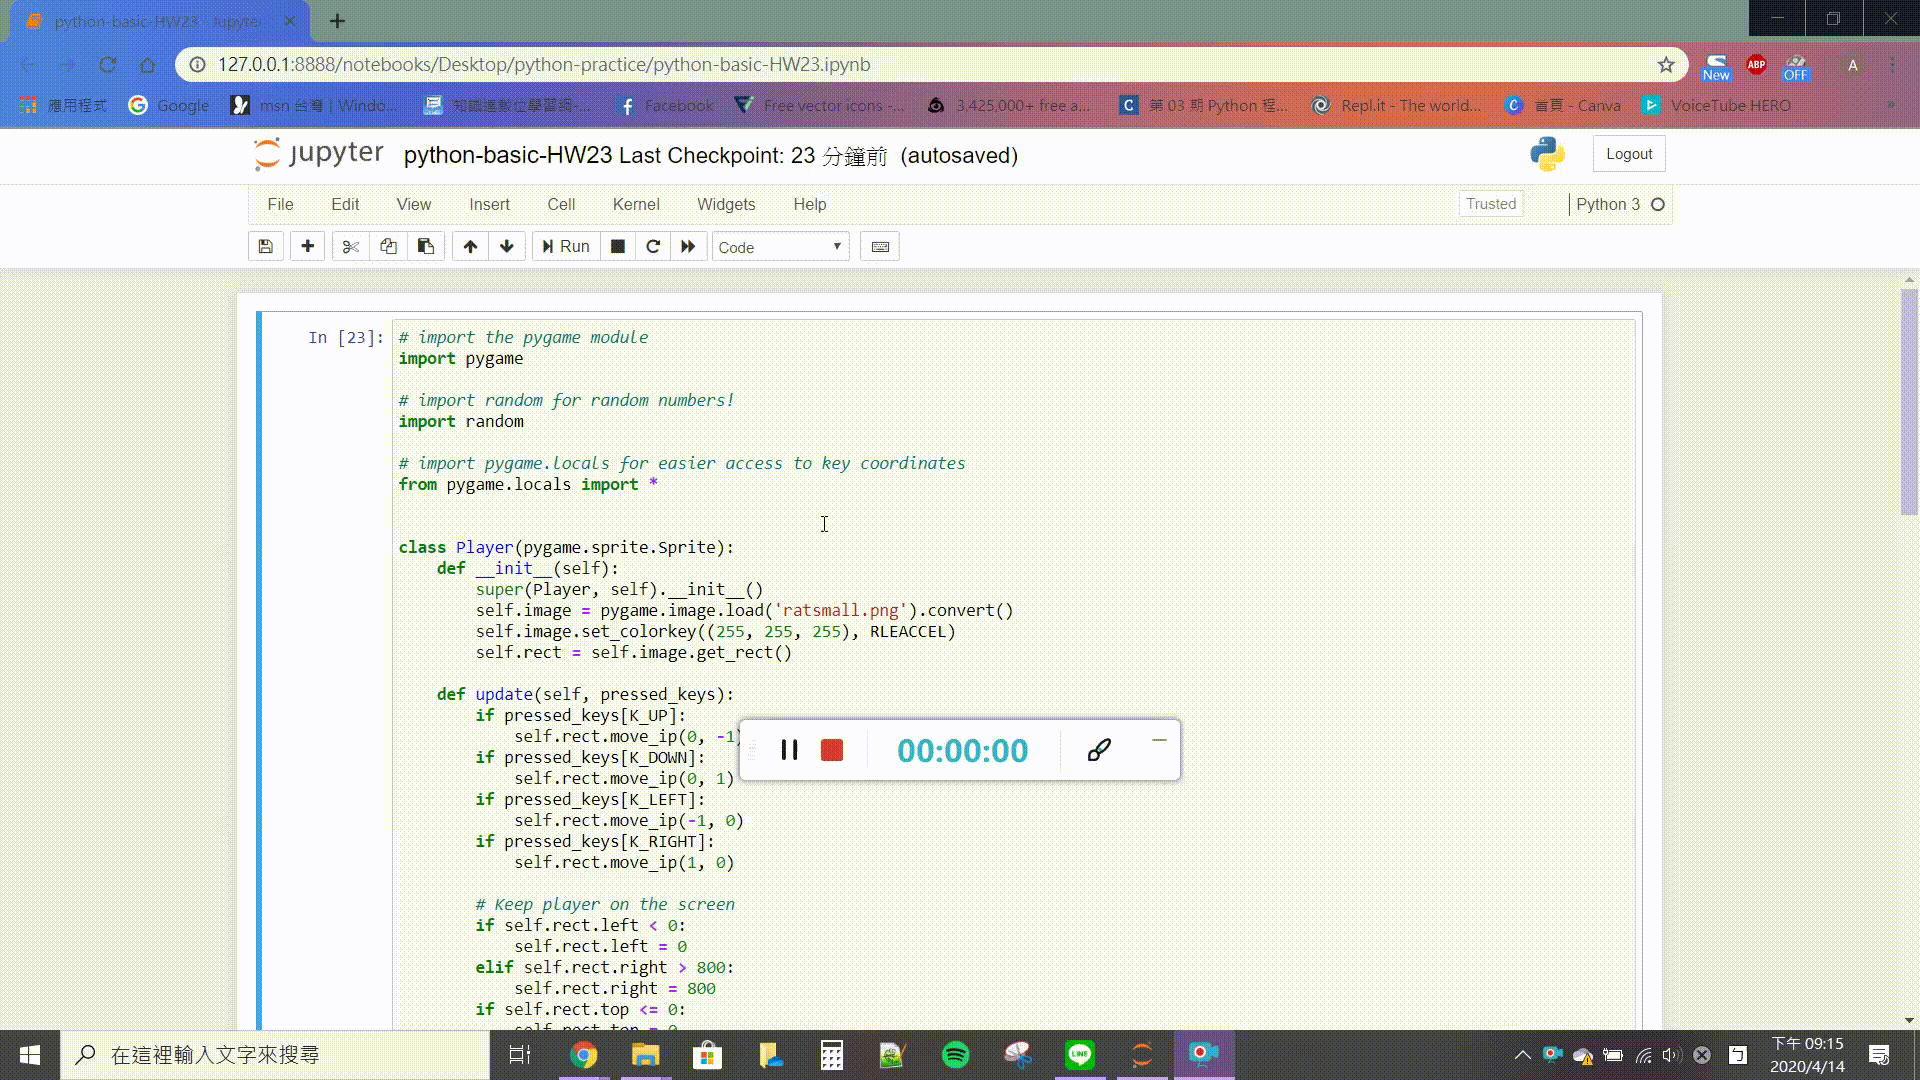 python-basic-HW23 - Jupyter
127.0.0.1:8888/notebooks/Desktop/python-practice/python-basic-HW23.ipynb
New
ABP
OFF
A
應用程式
Google
msn 台灣 | Windo...
知識達數位學習網-...
Facebook
Free vector icons -...
3,425,000+ free a...
第 03 期 Python 程...
Repl.it - The world...
首頁 - Canva
VoiceTube HERO
jupyter python-basic-HW23 Last Checkpoint: 23 分鐘前 (autosaved)
Logout
File Edit View Insert Cell Kernel Widgets Help
Trusted
Python 3
Run
Code
In [23]:
# import the pygame module
import pygame
# import random for random numbers!
import random
# import pygame.locals for easier access to key coordinates
from pygame.locals import *
class Player(pygame.sprite.Sprite):
    def __init__(self):
        super(Player, self).__init__()
        self.image = pygame.image.load('ratsmall.png').convert()
        self.image.set_colorkey((255, 255, 255), RLEACCEL)
        self.rect = self.image.get_rect()
    def update(self, pressed_keys):
        if pressed_keys[K_UP]:
            self.rect.move_ip(0, -1)
        if pressed_keys[K_DOWN]:
            self.rect.move_ip(0, 1)
        if pressed_keys[K_LEFT]:
            self.rect.move_ip(-1, 0)
        if pressed_keys[K_RIGHT]:
            self.rect.move_ip(1, 0)
        # Keep player on the screen
        if self.rect.left < 0:
            self.rect.left = 0
        elif self.rect.right > 800:
            self.rect.right = 800
        if self.rect.top <= 0:
            self.rect.top = 0
00:00:00
在這裡輸入文字來搜尋
LINE
下午 09:15
2020/4/14